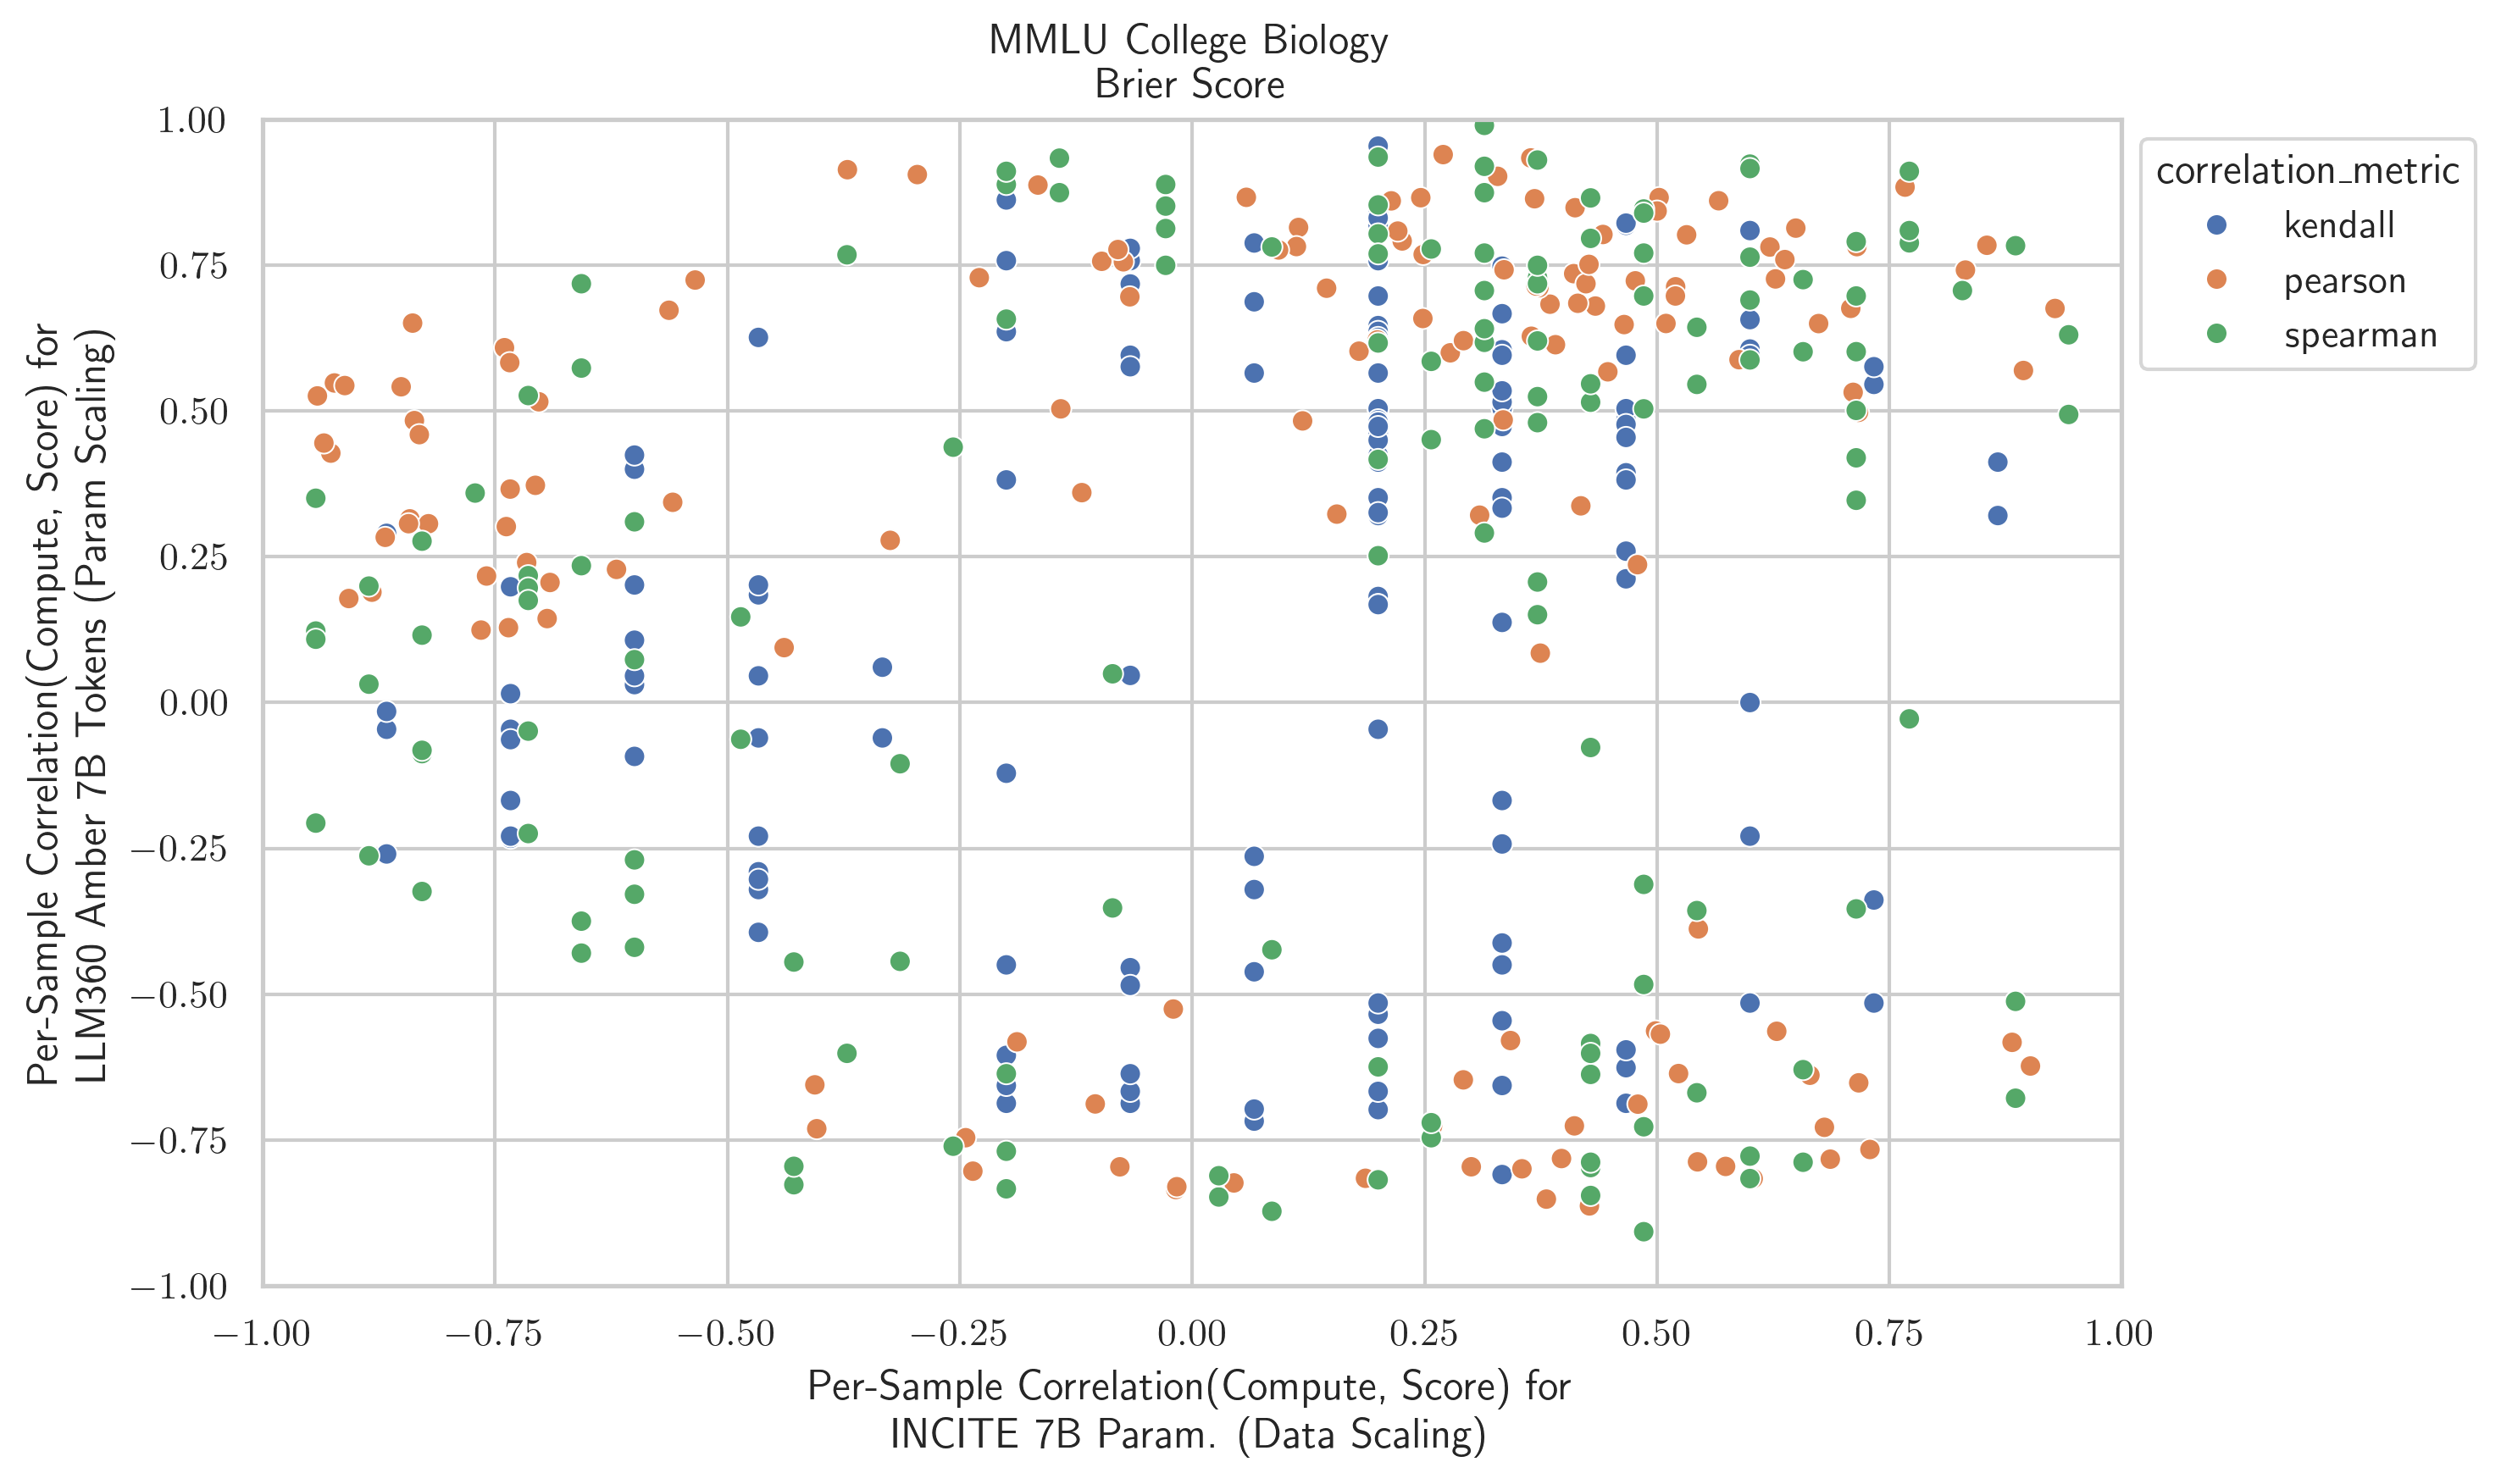 MMLU College Biology
Brier Score
Per-Sample Correlation(Compute, Score) for
LLM360 Amber 7B Tokens (Param Scaling)
1.00
0.75
0.50
0.25
0.00
−0.25
−0.50
−0.75
−1.00
−1.00 −0.75 −0.50 −0.25 0.00 0.25 0.50 0.75 1.00
Per-Sample Correlation(Compute, Score) for
INCITE 7B Param. (Data Scaling)
correlation_metric
kendall
pearson
spearman